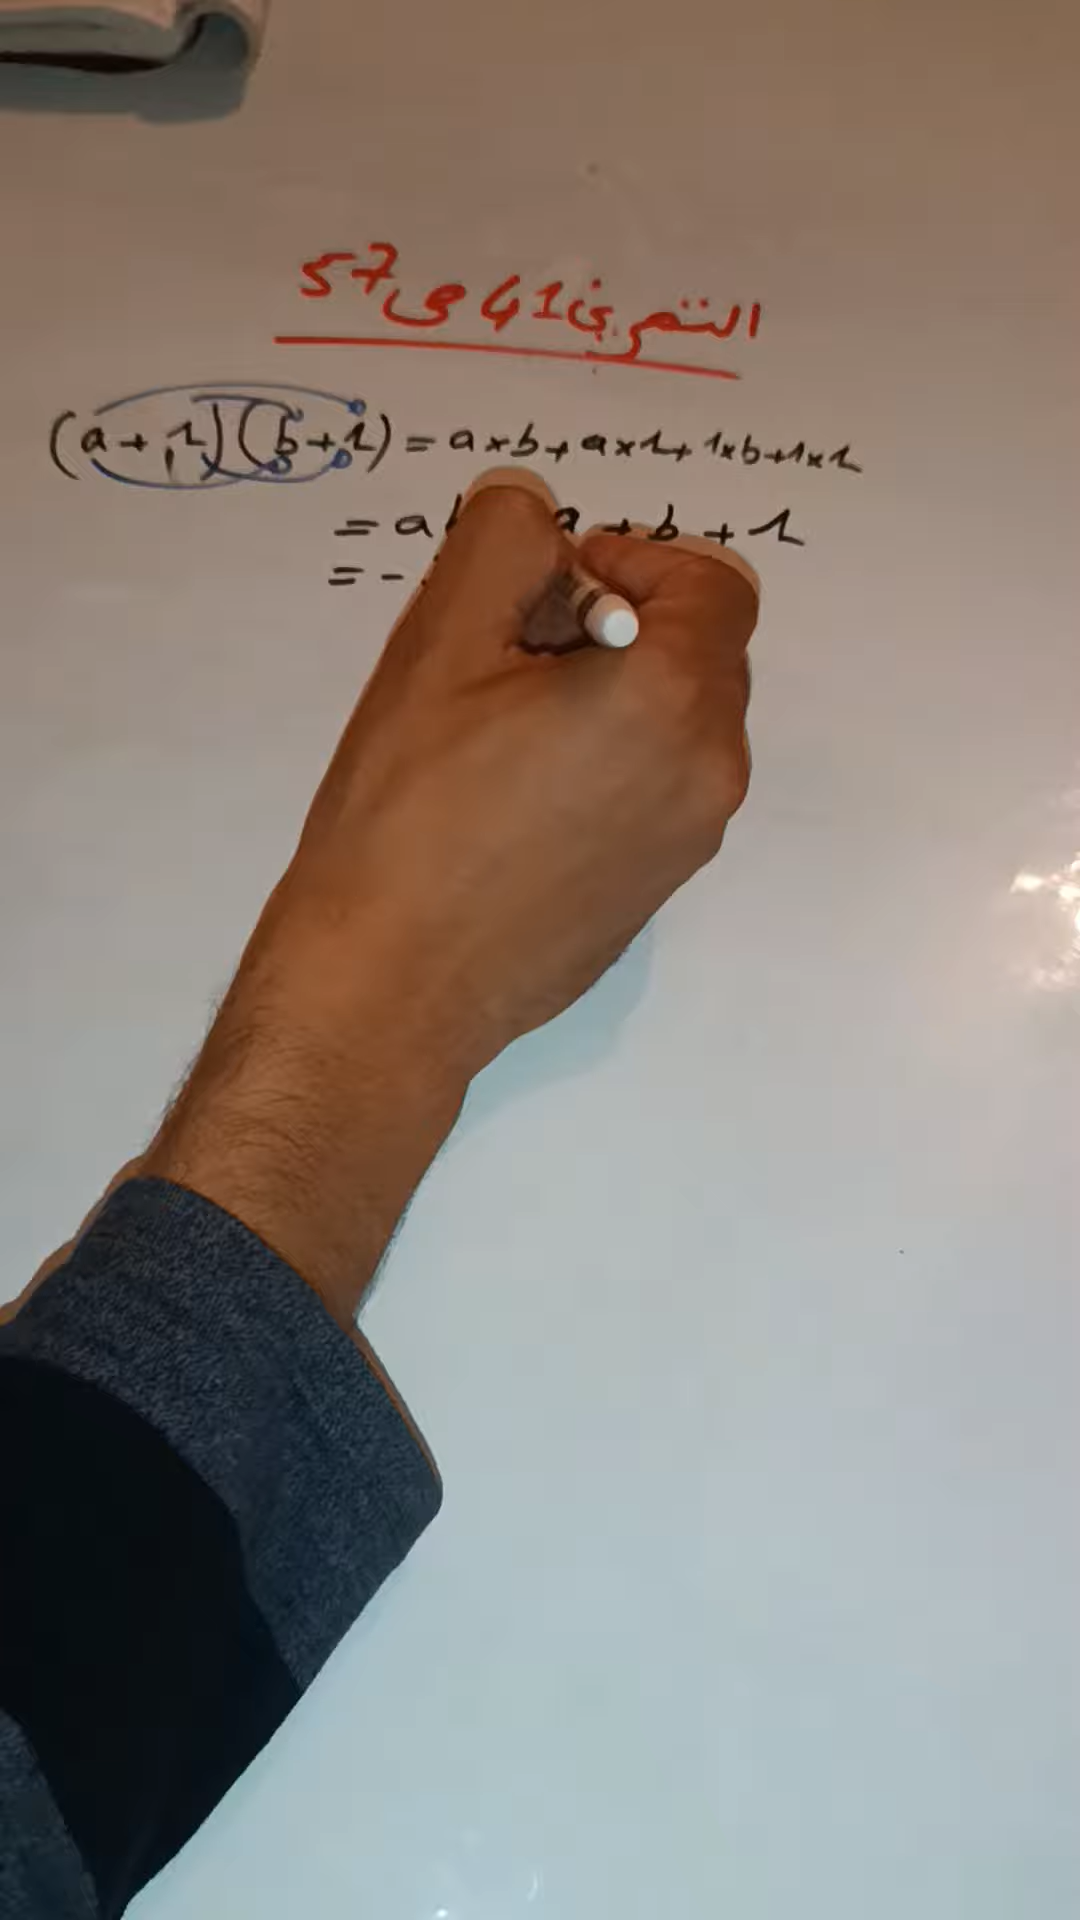 التمرين 41 ص 57
(a+1)(b+1) = a×b+a×1+1×b+1×1
= a a + b + 1
= -